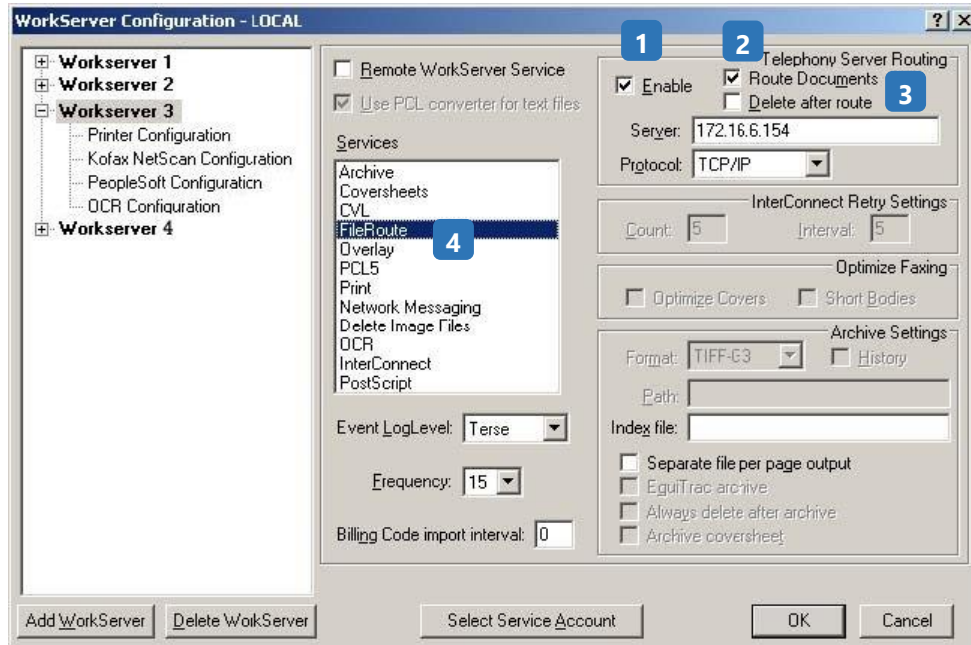 WorkServer Configuration - LOCAL
Workserver 1
Workserver 2
Workserver 3
Printer Configuration
Kofax NetScan Configuration
PeopleSoft Configuration
OCR Configuration
Workserver 4
Add WorkServer
Delete WorkServer
Remote WorkServer Service
Use PCL converter for text files
Services
Archive
Coversheets
CVL
FileRoute
4
Overlay
PCL5
Print
Network Messaging
Delete Image Files
OCR
InterConnect
PostScript
Event LogLevel: Terse
Frequency: 15
Billing Code import interval: 0
1
2
Telephony Server Routing
Enable
Route Documents
3
Delete after route
Server: 172.16.6.154
Protocol: TCP/IP
InterConnect Retry Settings
Count: 5 Interval: 5
Optimize Faxing
Optimize Covers Short Bodies
Archive Settings
Format: TIFF-G3 History
Path:
Index file:
Separate file per page output
EquiTrac archive
Always delete after archive
Archive coversheet
Select Service Account
OK
Cancel